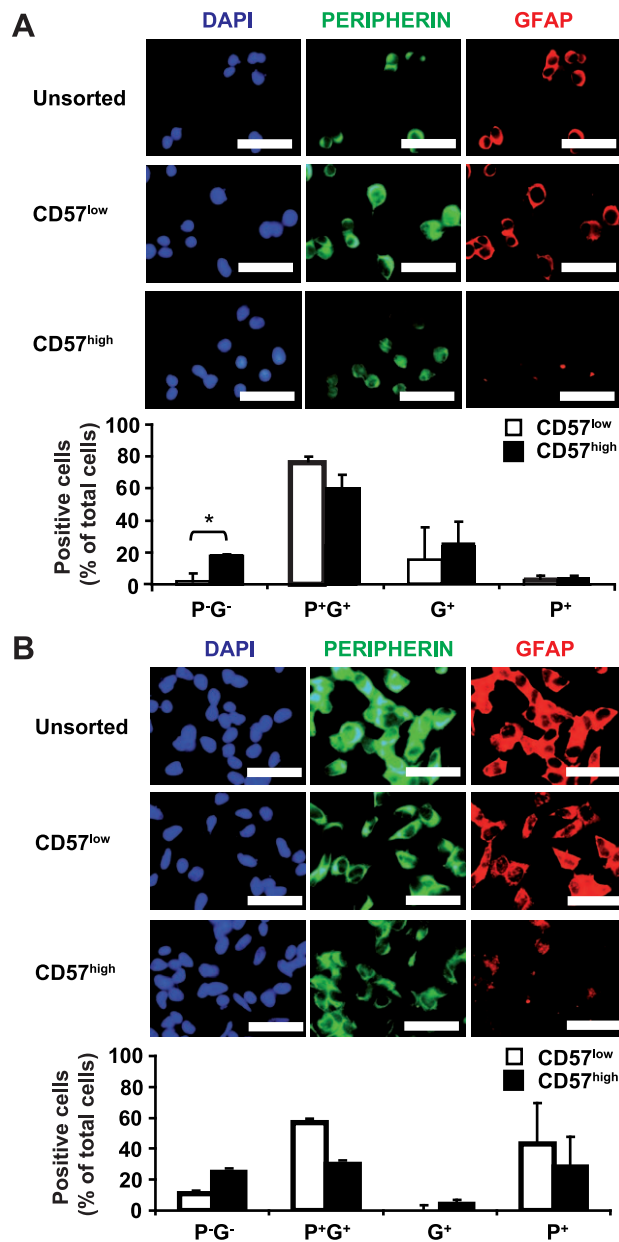 A
DAPI PERIPHERIN GFAP
Unsorted
CD57low
CD57high
Positive cells
(% of total cells)
100
80
60
40
20
0
*
CD57low
CD57high
P-G- P+G+ G+ P+
B
DAPI PERIPHERIN GFAP
Unsorted
CD57low
CD57high
Positive cells
(% of total cells)
100
80
60
40
20
0
CD57low
CD57high
P-G- P+G+ G+ P+